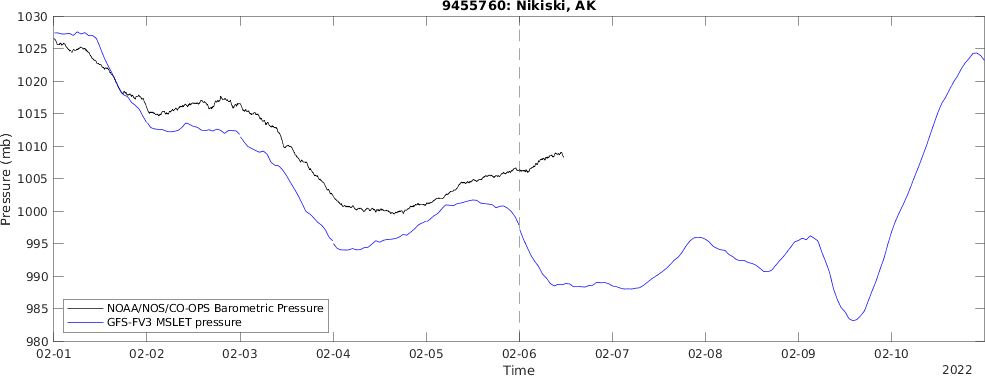 9455760: Nikiski, AK
1030
1025
1020
1015
1010
1005
1000
995
990
985
980
Pressure (mb)
NOAA/NOS/CO-OPS Barometric Pressure
GFS-FV3 MSLET pressure
02-01 02-02 02-03 02-04 02-05 02-06 02-07 02-08 02-09 02-10
Time
2022